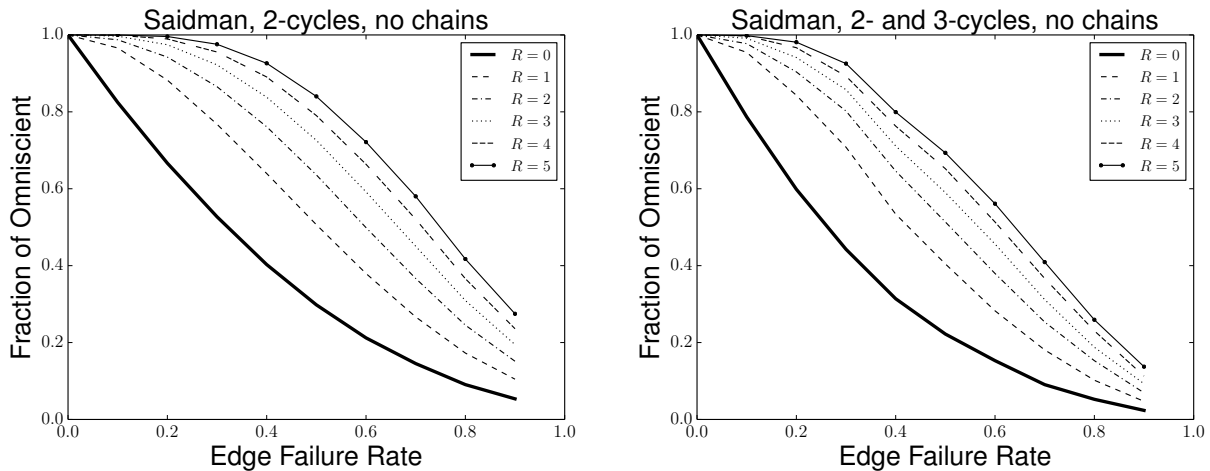 Saidman, 2-cycles, no chains
Fraction of Omniscient
1.0
0.8
0.6
0.4
0.2
0.0
R = 0
R = 1
R = 2
R = 3
R = 4
R = 5
0.0 0.2 0.4 0.6 0.8 1.0
Edge Failure Rate
Saidman, 2- and 3-cycles, no chains
Fraction of Omniscient
1.0
0.8
0.6
0.4
0.2
0.0
R = 0
R = 1
R = 2
R = 3
R = 4
R = 5
0.0 0.2 0.4 0.6 0.8 1.0
Edge Failure Rate